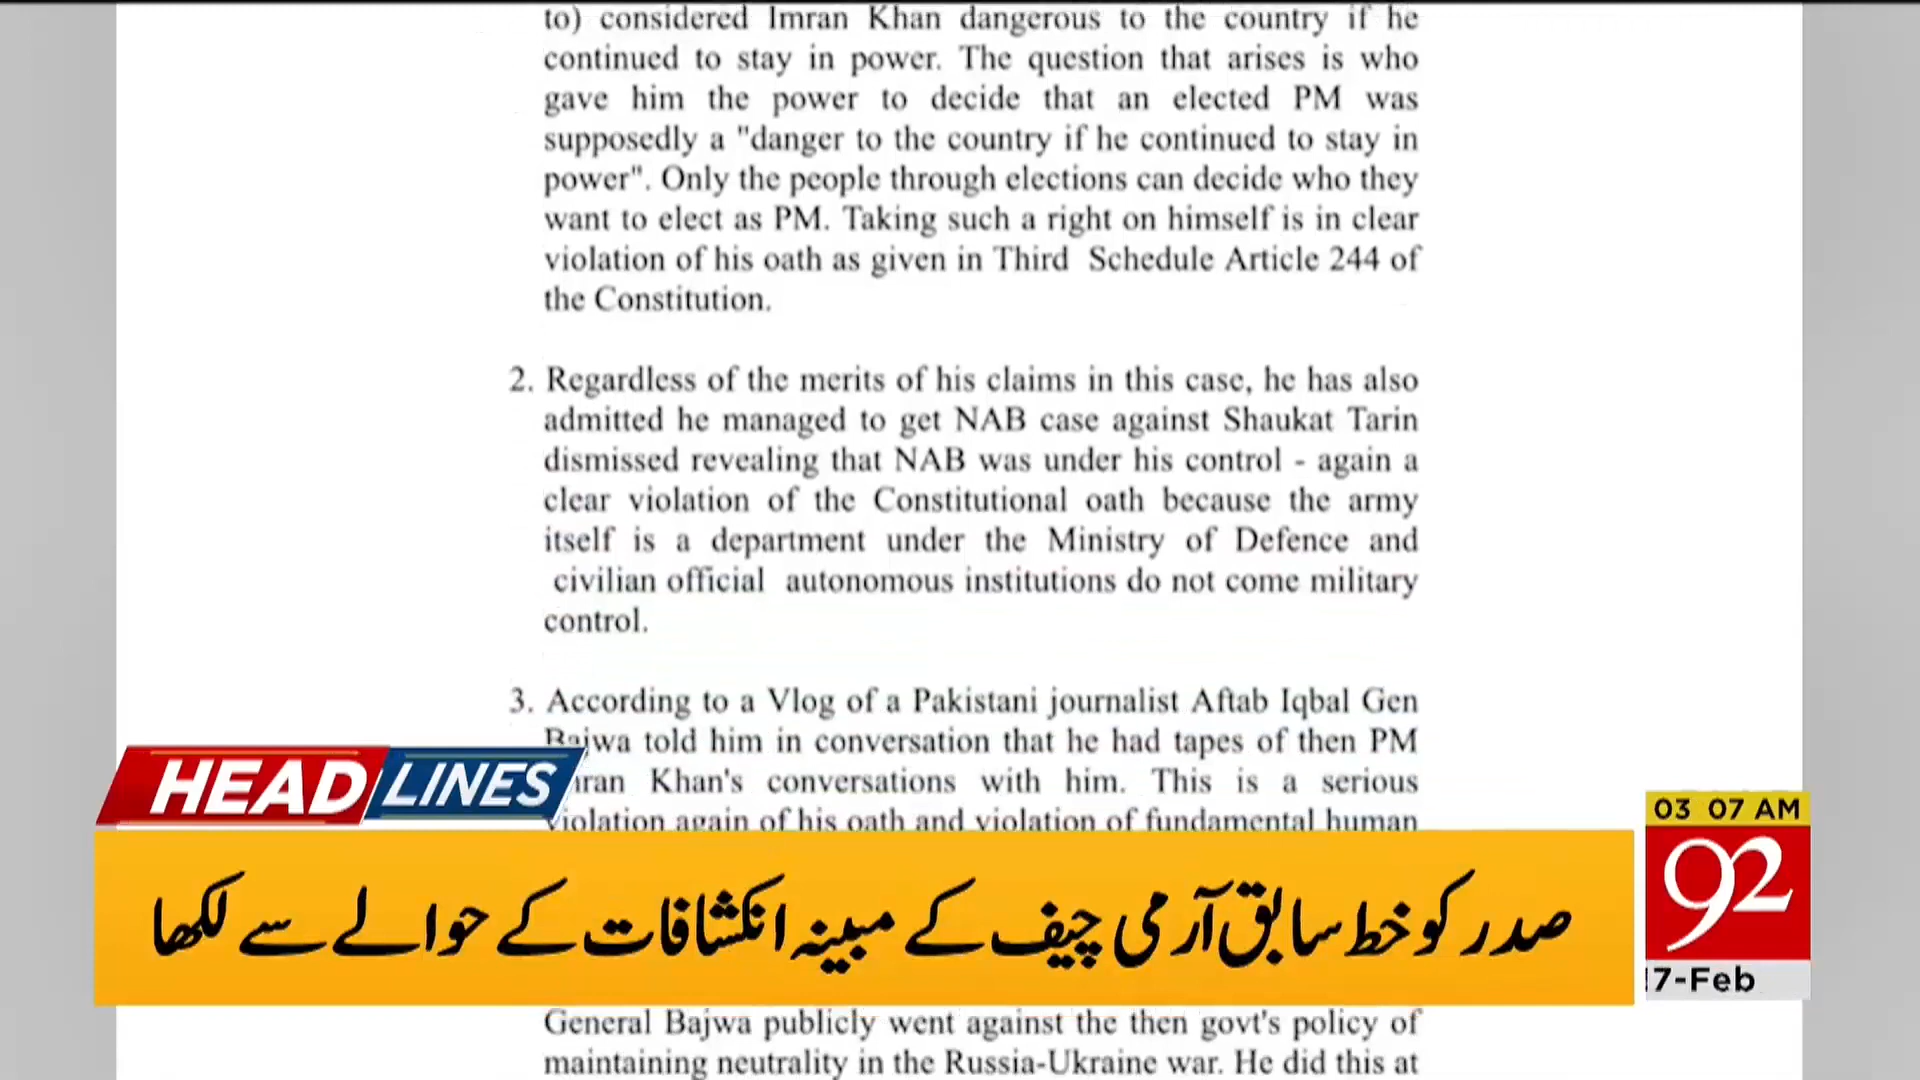 to) considered Imran Khan dangerous to the country if he
continued to stay in power. The question that arises is who
gave him the power to decide that an elected PM was
supposedly a "danger to the country if he continued to stay in
power". Only the people through elections can decide who they
want to elect as PM. Taking such a right on himself is in clear
violation of his oath as given in Third Schedule Article 244 of
the Constitution.
2. Regardless of the merits of his claims in this case, he has also
admitted he managed to get NAB case against Shaukat Tarin
dismissed revealing that NAB was under his control - again a
clear violation of the Constitutional oath because the army
itself is a department under the Ministry of Defence and
civilian official autonomous institutions do not come military
control.
3. According to a Vlog of a Pakistani journalist Aftab Iqbal Gen
Bajwa told him in conversation that he had tapes of then PM
Khan's conversations with him. This is a serious
violation again of his oath and violation of fundamental human
HEADLINES
03 07 AM
صدر کو خط سابق آرمی چیف کے مبینہ انکشافات کے حوالے سے لکھا
92
17-Feb
General Bajwa publicly went against the then govt's policy of
maintaining neutrality in the Russia-Ukraine war. He did this at